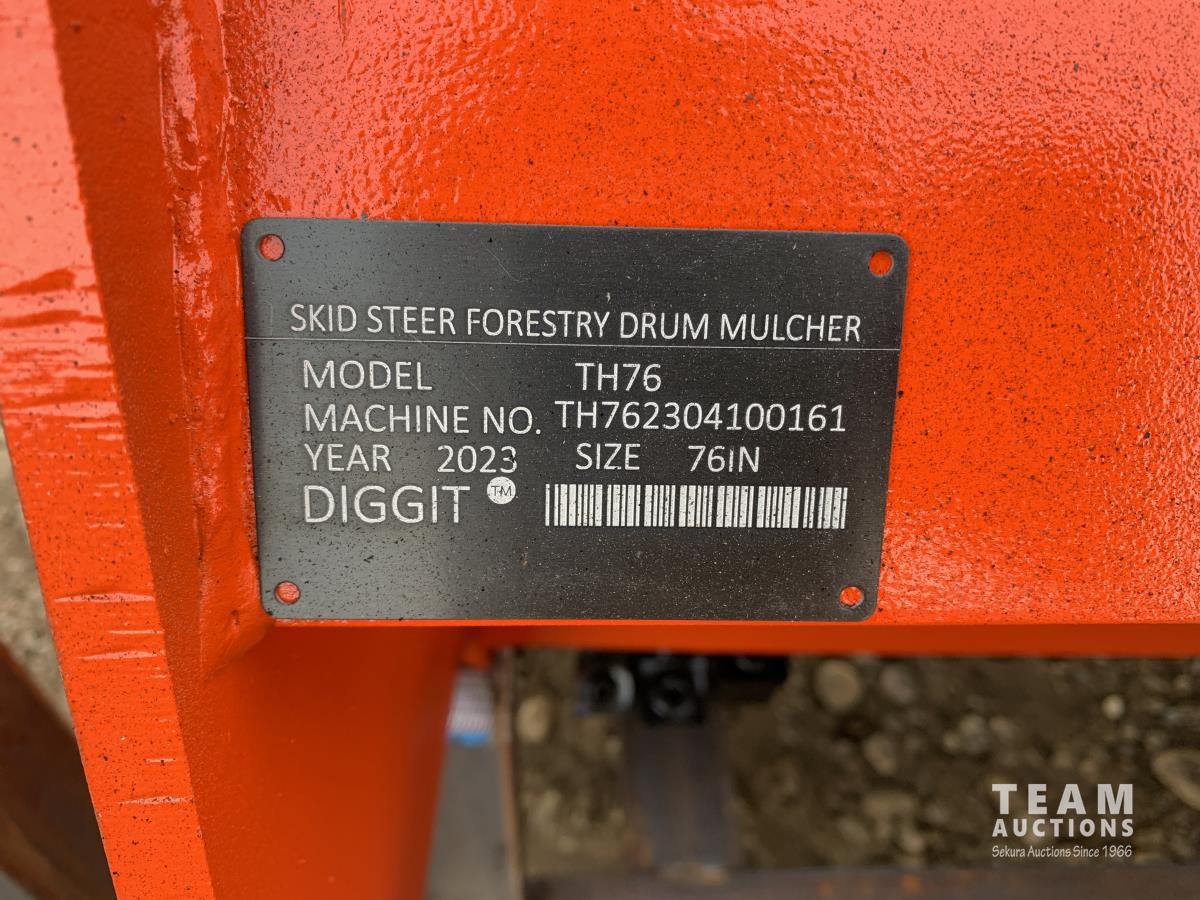 SKID STEER FORESTRY DRUM MULCHER
MODEL TH76
MACHINE NO. TH762304100161
YEAR 2023 SIZE 76IN
DIGGIT TM
TEAM
AUCTIONS
Sekura Auctions Since 1966